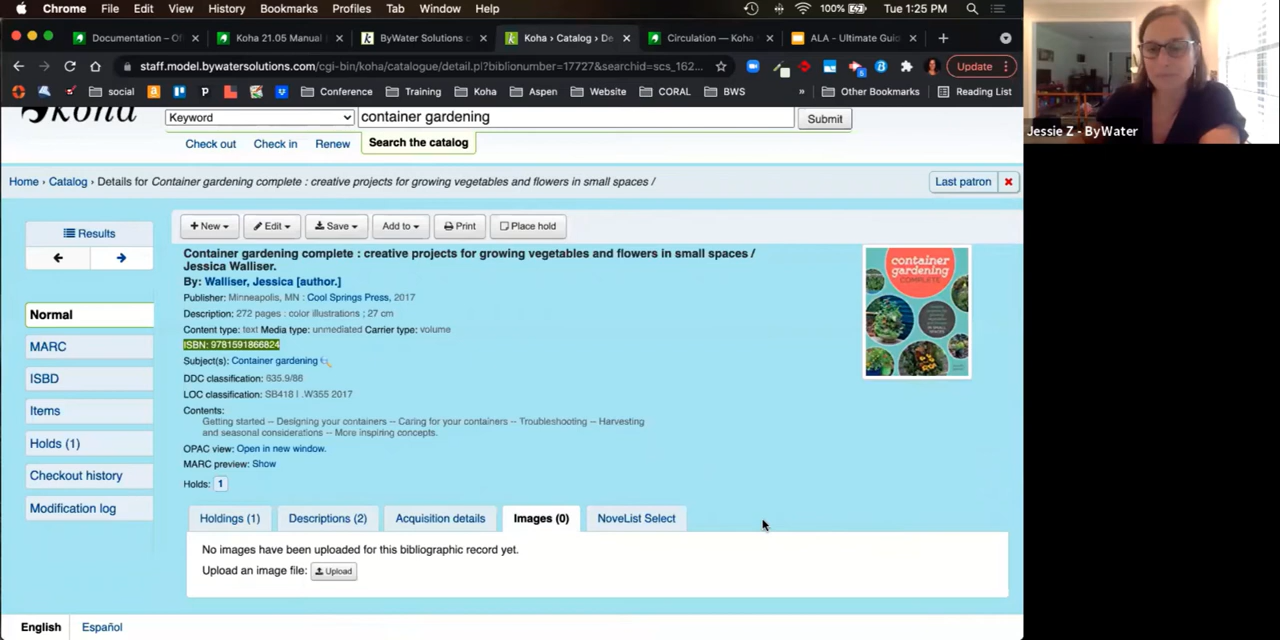 Chrome File Edit View History Bookmarks Profiles Tab Window Help 100% Tue 1:25 PM
Documentation – Of Koha 21.05 Manual ByWater Solutions c Koha › Catalog › De Circulation — Koha ALA - Ultimate Gui
staff.model.bywatersolutions.com/cgi-bin/koha/catalogue/detail.pl?biblionumber=17727&searchid=scs_162... Update
social Conference Training Koha Aspen Website CORAL BWS » Other Bookmarks Reading List
koha Keyword container gardening Submit
Check out Check in Renew Search the catalog
Home › Catalog › Details for Container gardening complete : creative projects for growing vegetables and flowers in small spaces / Last patron
Results
New Edit Save Add to Print Place hold
Container gardening complete : creative projects for growing vegetables and flowers in small spaces /
Jessica Walliser.
By: Walliser, Jessica [author.]
Publisher: Minneapolis, MN : Cool Springs Press, 2017
Description: 272 pages : color illustrations ; 27 cm
Content type: text Media type: unmediated Carrier type: volume
ISBN: 9781591866824
Subject(s): Container gardening
DDC classification: 635.9/86
LOC classification: SB418 | .W355 2017
Contents:
Getting started -- Designing your containers -- Caring for your containers -- Troubleshooting -- Harvesting
and seasonal considerations -- More inspiring concepts.
OPAC view: Open in new window.
MARC preview: Show
Holds: 1
container
gardening
COMPLETE
Normal
MARC
ISBD
Items
Holds (1)
Checkout history
Modification log
Holdings (1) Descriptions (2) Acquisition details Images (0) NoveList Select
No images have been uploaded for this bibliographic record yet.
Upload an image file: Upload
English Español
Jessie Z - ByWater